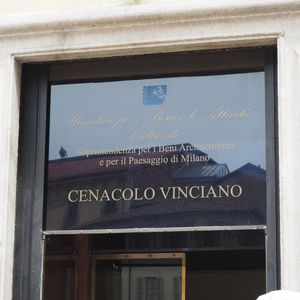 Ministero per i Beni e le Attività
Culturali
Soprintendenza per i Beni Architettonici
e per il Paesaggio di Milano
CENACOLO VINCIANO